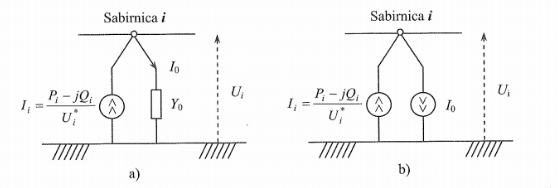 Sabirnica i
Sabirnica i
I₀
I_i = (P_i − jQ_i) / U_i^*
Y₀
U_i
I_i = (P_i − jQ_i) / U_i^*
I₀
U_i
a)
b)